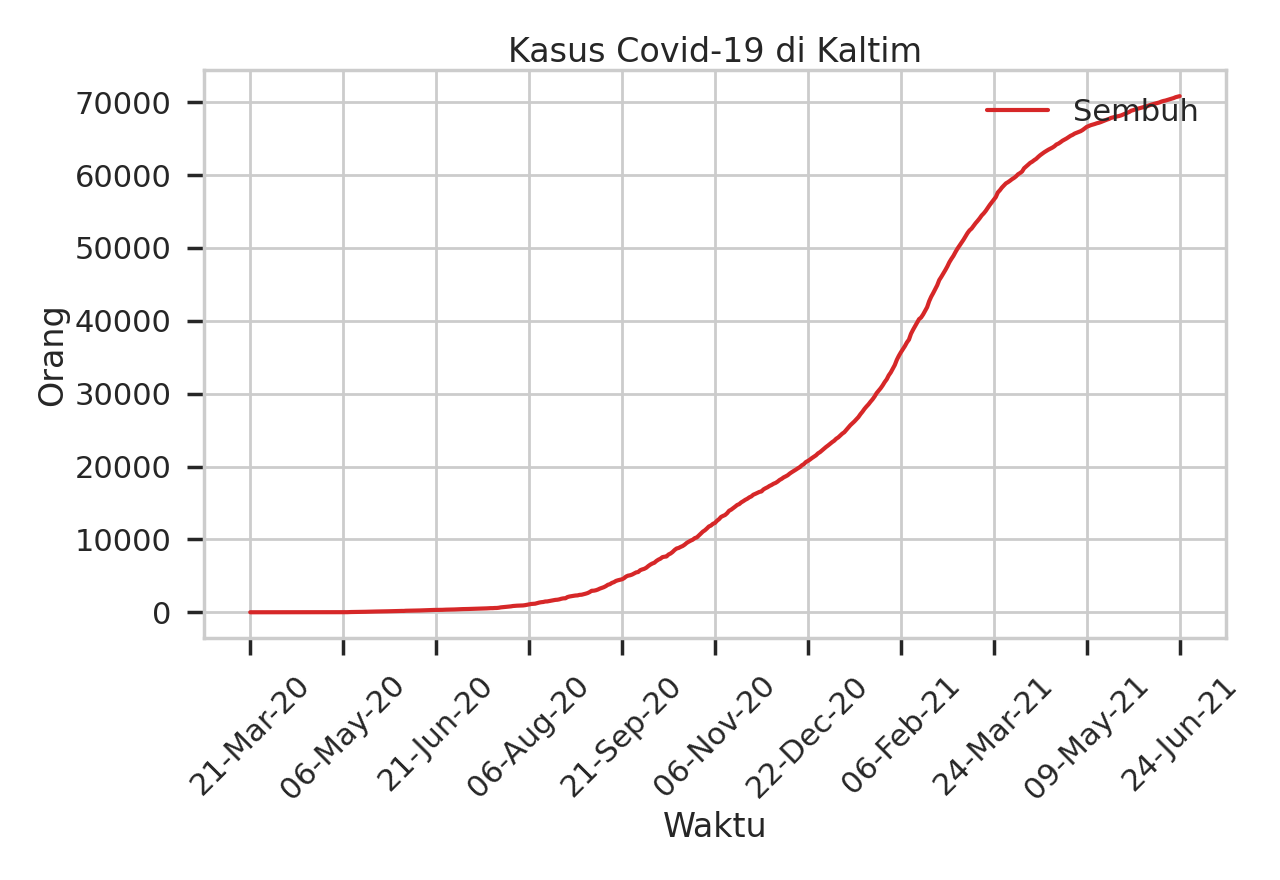 Kasus Covid-19 di Kaltim
Sembuh
Orang
70000
60000
50000
40000
30000
20000
10000
0
21-Mar-20
06-May-20
21-Jun-20
06-Aug-20
21-Sep-20
06-Nov-20
22-Dec-20
06-Feb-21
24-Mar-21
09-May-21
24-Jun-21
Waktu